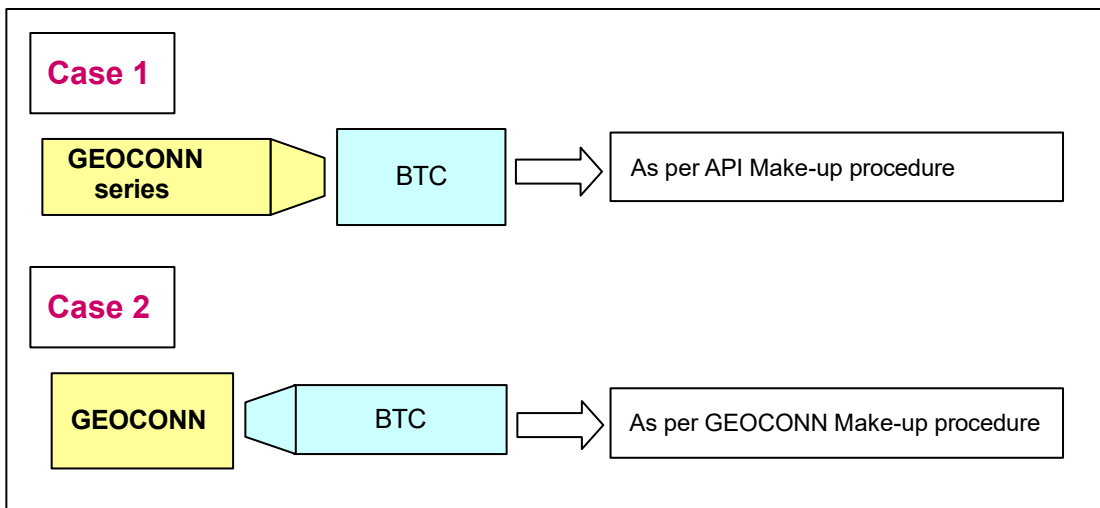 Case 1
GEOCONN
series
BTC
As per API Make-up procedure
Case 2
GEOCONN
BTC
As per GEOCONN Make-up procedure